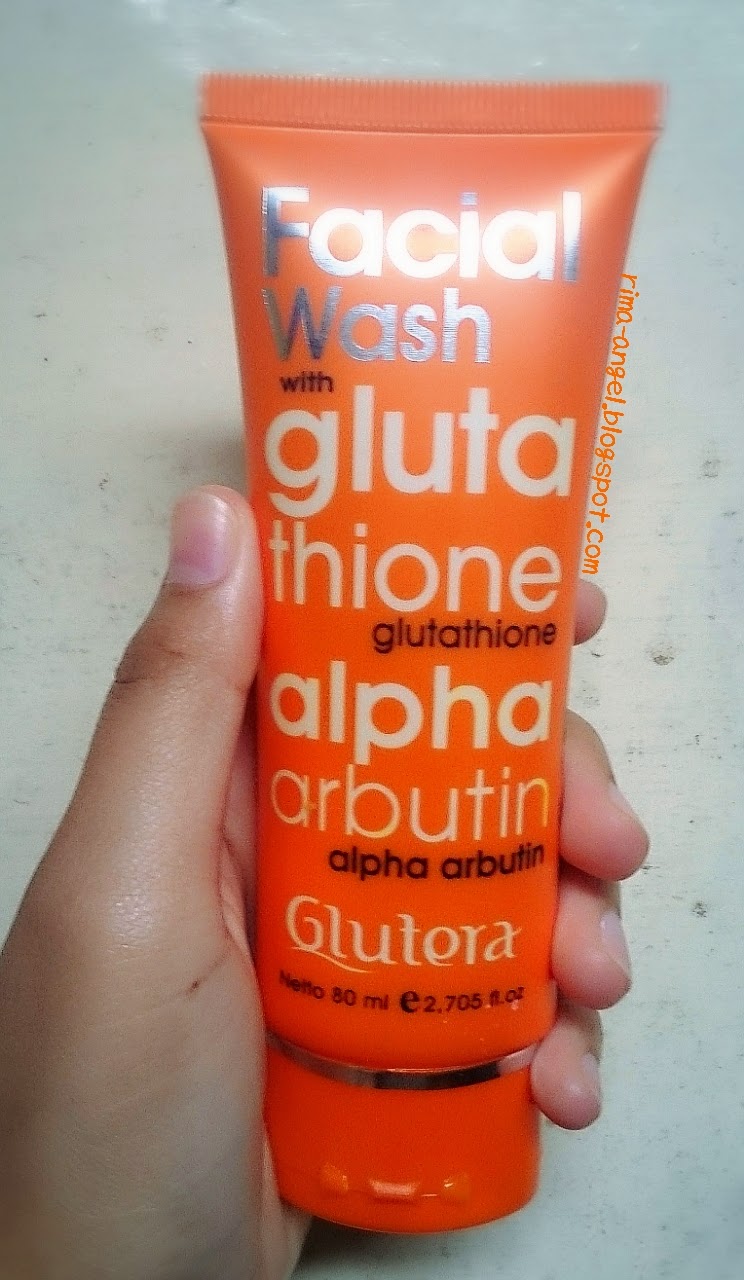 Facial
Wash
with
gluta
thione
glutathione
alpha
arbutin
alpha arbutin
Glutera
Netto 80 ml e 2,705 fl.oz
rima-angel.blogspot.com